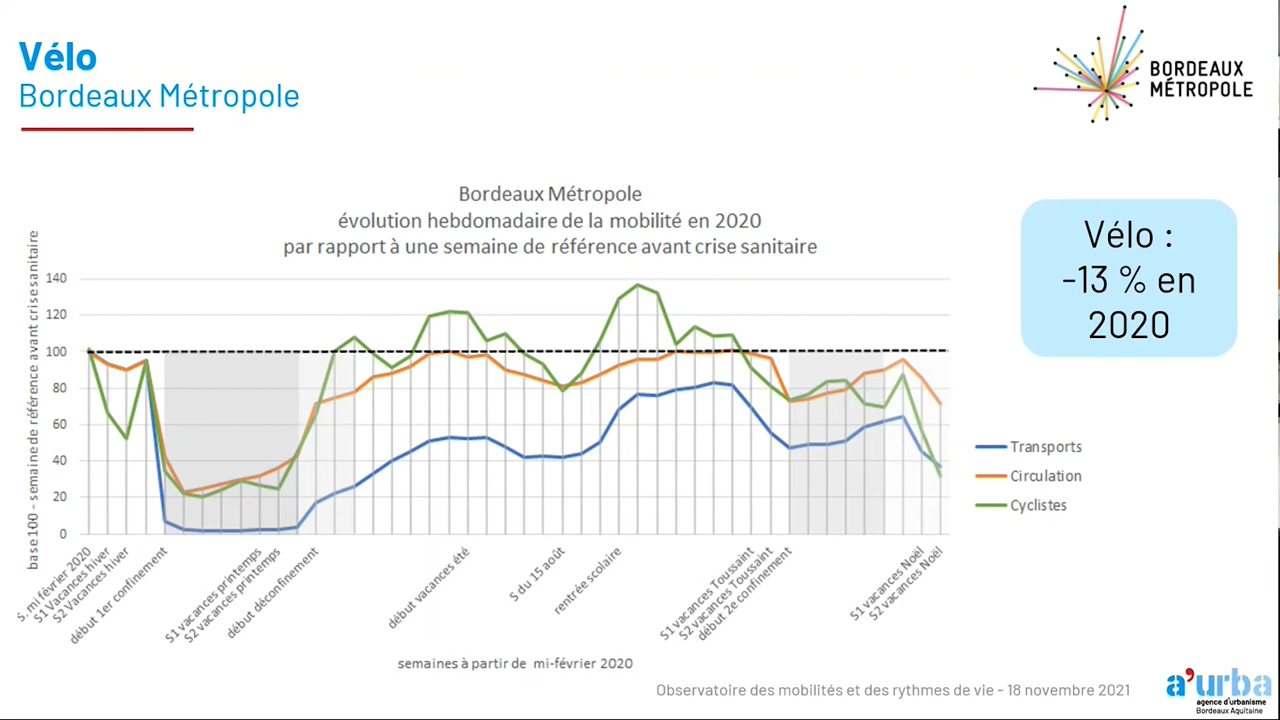 Vélo
Bordeaux Métropole
BORDEAUX
MÉTROPOLE
Bordeaux Métropole
évolution hebdomadaire de la mobilité en 2020
par rapport à une semaine de référence avant crise sanitaire
Vélo :
-13 % en
2020
base 100 - semaine de référence avant crise sanitaire
140
120
100
80
60
40
20
0
Transports
Circulation
Cyclistes
S. mi février 2020
S1 Vacances hiver
S2 Vacances hiver
début 1er confinement
S1 vacances printemps
S2 vacances printemps
début déconfinement
début vacances été
S du 15 août
rentrée scolaire
S1 vacances Toussaint
S2 vacances Toussaint
début 2e confinement
S1 vacances Noël
S2 vacances Noël
semaines à partir de mi-février 2020
Observatoire des mobilités et des rythmes de vie - 18 novembre 2021
a'urba
agence d'urbanisme
Bordeaux Aquitaine